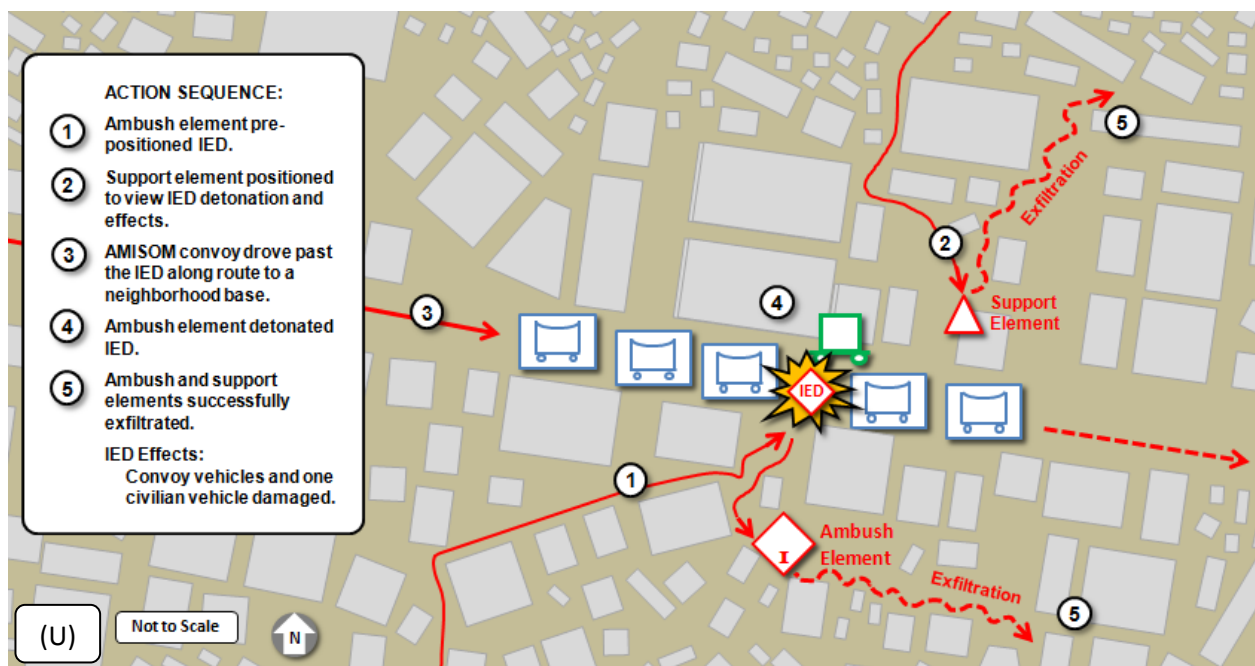 ACTION SEQUENCE:
1 Ambush element pre-
positioned IED.
2 Support element positioned
to view IED detonation and
effects.
3 AMISOM convoy drove past
the IED along route to a
neighborhood base.
4 Ambush element detonated
IED.
5 Ambush and support
elements successfully
exfiltrated.
IED Effects:
Convoy vehicles and one
civilian vehicle damaged.
5
Exfiltration
2
Support
Element
4
3
IED
1
Ambush
Element
I
Exfiltration
5
(U)
Not to Scale
N